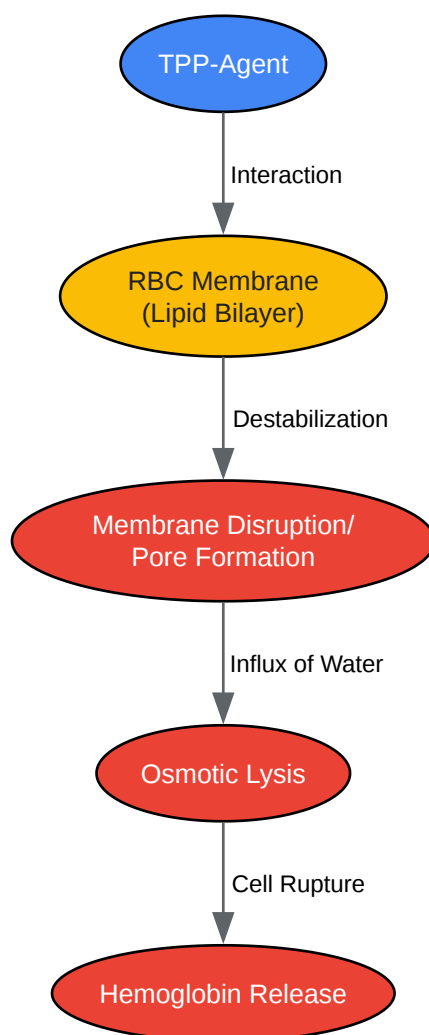 TPP-Agent
Interaction
RBC Membrane
(Lipid Bilayer)
Destabilization
Membrane Disruption/
Pore Formation
Influx of Water
Osmotic Lysis
Cell Rupture
Hemoglobin Release